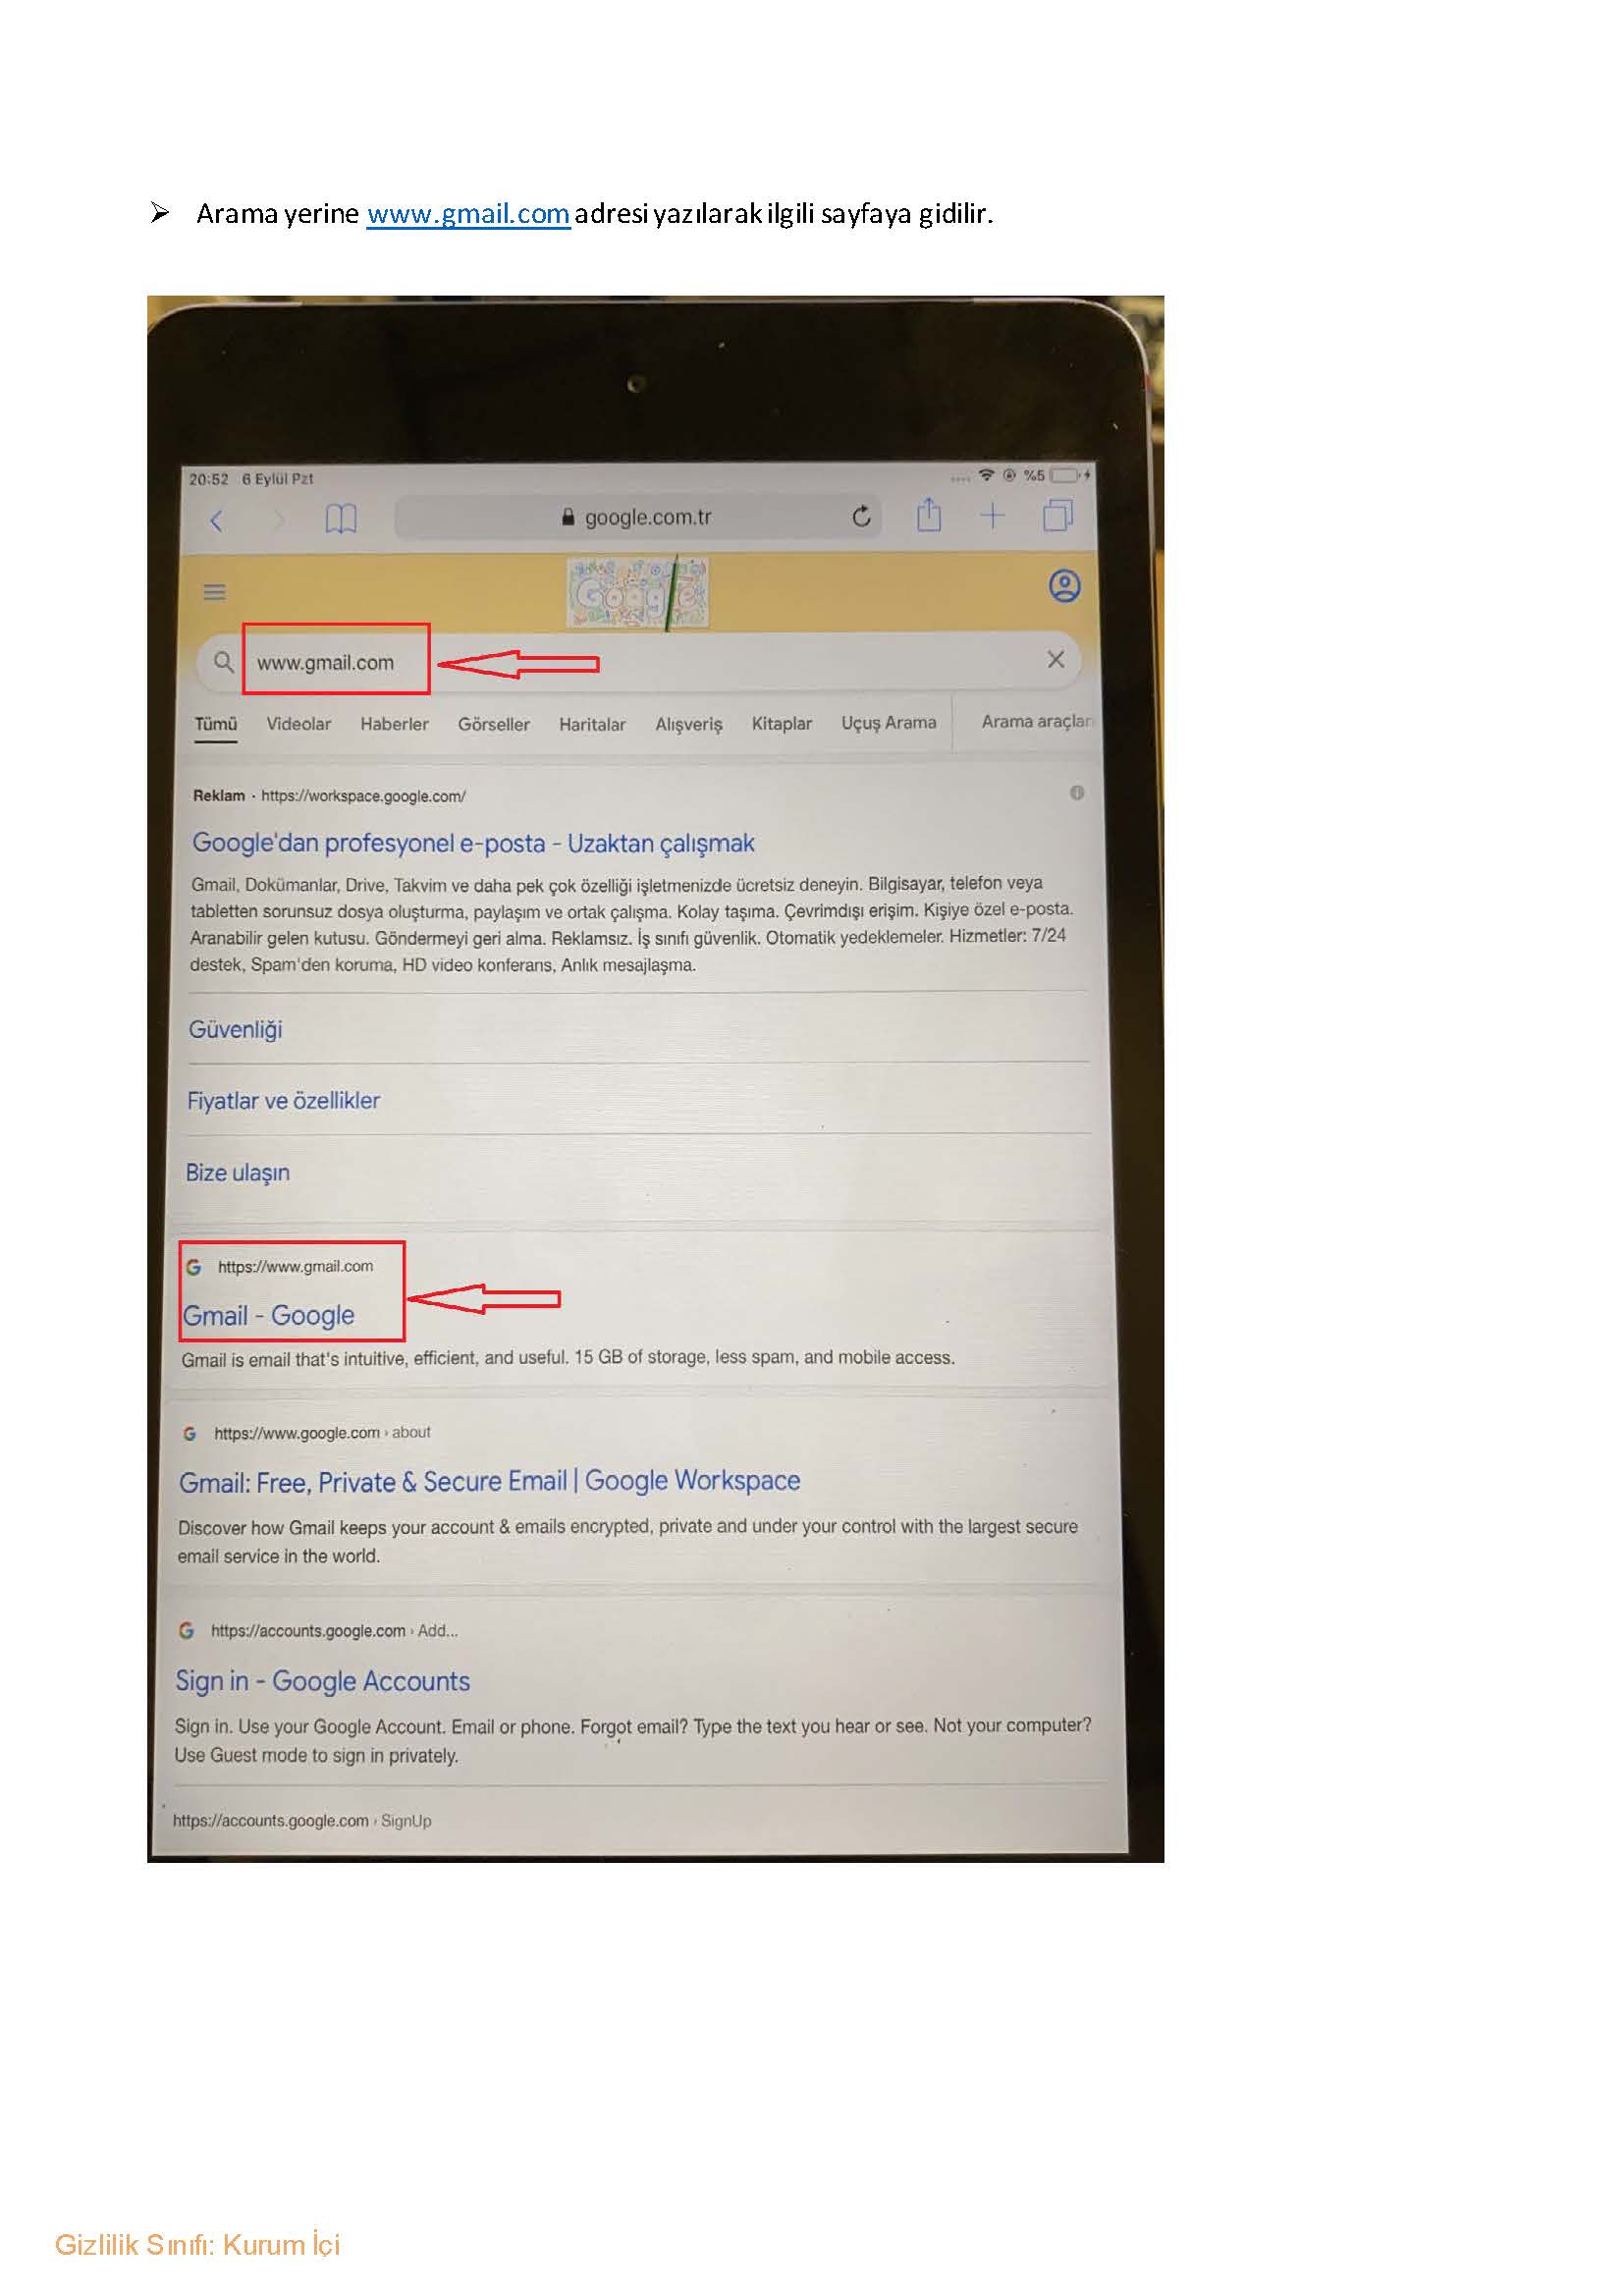 ➢ Arama yerine www.gmail.com adresi yazılarak ilgili sayfaya gidilir.
20:52 6 Eylül Pzt
%5
google.com.tr
Google
www.gmail.com
Tümü Videolar Haberler Görseller Haritalar Alışveriş Kitaplar Uçuş Arama Arama araçları
Reklam · https://workspace.google.com/
Google'dan profesyonel e-posta - Uzaktan çalışmak
Gmail, Dokümanlar, Drive, Takvim ve daha pek çok özelliği işletmenizde ücretsiz deneyin. Bilgisayar, telefon veya
tabletten sorunsuz dosya oluşturma, paylaşım ve ortak çalışma. Kolay taşıma. Çevrimdışı erişim. Kişiye özel e-posta.
Aranabilir gelen kutusu. Göndermeyi geri alma. Reklamsız. İş sınıfı güvenlik. Otomatik yedeklemeler. Hizmetler: 7/24
destek, Spam'den koruma, HD video konferans, Anlık mesajlaşma.
Güvenliği
Fiyatlar ve özellikler
Bize ulaşın
https://www.gmail.com
Gmail - Google
Gmail is email that's intuitive, efficient, and useful. 15 GB of storage, less spam, and mobile access.
https://www.google.com › about
Gmail: Free, Private & Secure Email | Google Workspace
Discover how Gmail keeps your account & emails encrypted, private and under your control with the largest secure
email service in the world.
https://accounts.google.com › Add...
Sign in - Google Accounts
Sign in. Use your Google Account. Email or phone. Forgot email? Type the text you hear or see. Not your computer?
Use Guest mode to sign in privately.
https://accounts.google.com › SignUp
Gizlilik Sınıfı: Kurum İçi